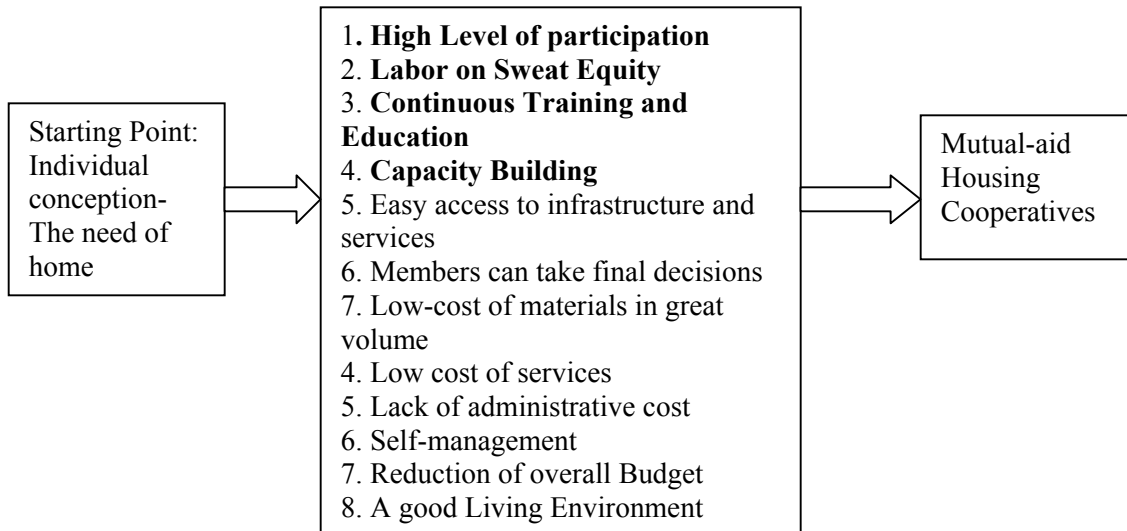 Starting Point:
Individual
conception-
The need of
home
1. High Level of participation
2. Labor on Sweat Equity
3. Continuous Training and
Education
4. Capacity Building
5. Easy access to infrastructure and
services
6. Members can take final decisions
7. Low-cost of materials in great
volume
4. Low cost of services
5. Lack of administrative cost
6. Self-management
7. Reduction of overall Budget
8. A good Living Environment
Mutual-aid
Housing
Cooperatives